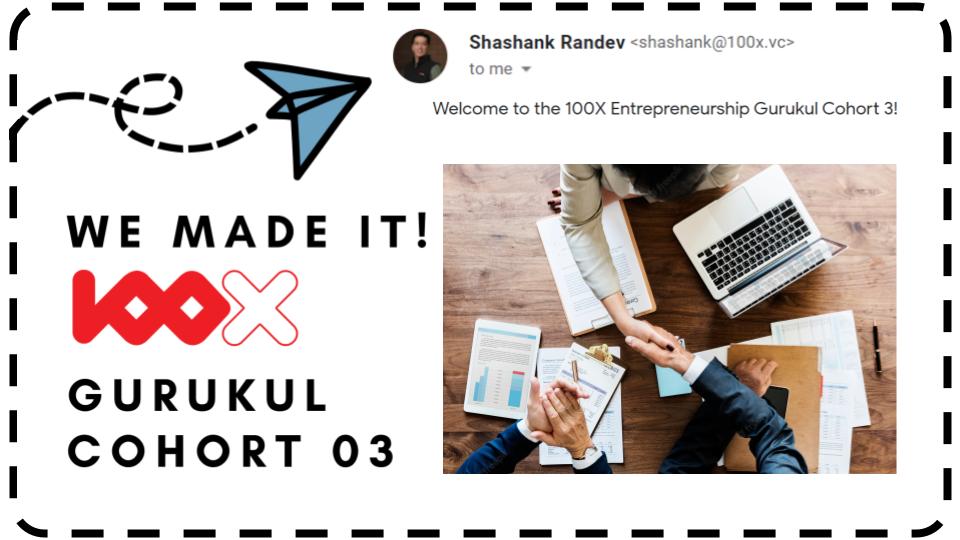 Shashank Randev <shashank@100x.vc>
to me
Welcome to the 100X Entrepreneurship Gurukul Cohort 3!
WE MADE IT!
100X
GURUKUL
COHORT 03